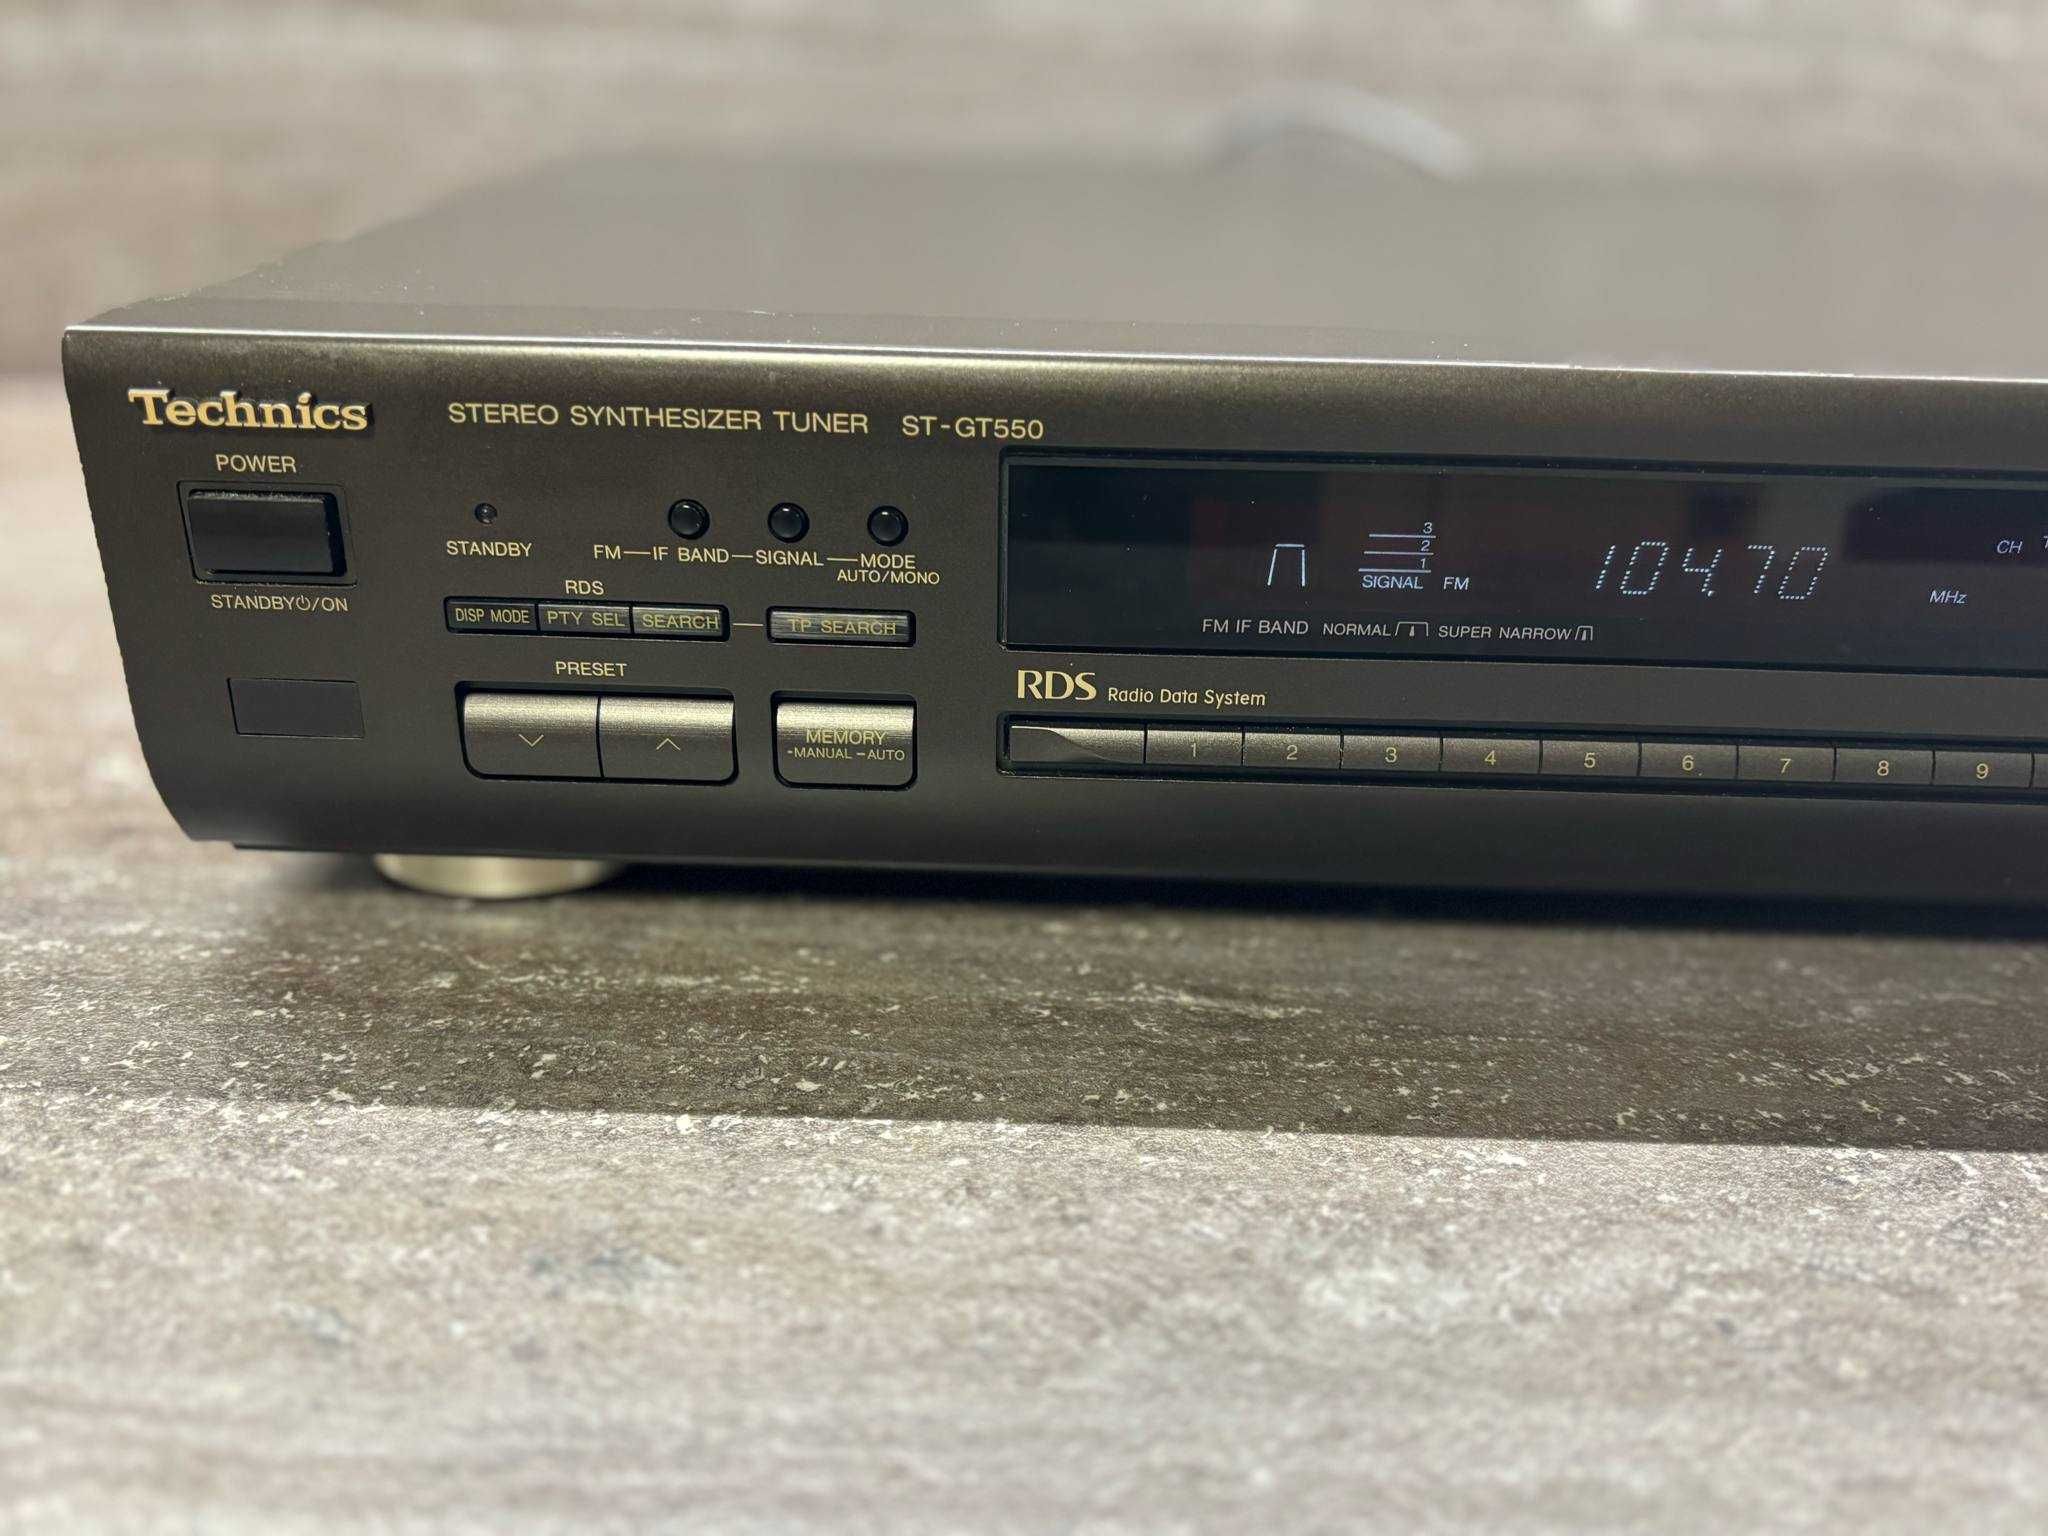 Technics
STEREO SYNTHESIZER TUNER ST-GT550
POWER
STANDBY⏻/ON
STANDBY
FM—IF BAND—SIGNAL—MODE
AUTO/MONO
RDS
DISP MODE PTY SEL SEARCH TP SEARCH
PRESET
MEMORY
-MANUAL -AUTO
3
2
1
SIGNAL FM
104.70
MHz
CH
FM IF BAND NORMAL SUPER NARROW
RDS Radio Data System
1 2 3 4 5 6 7 8 9